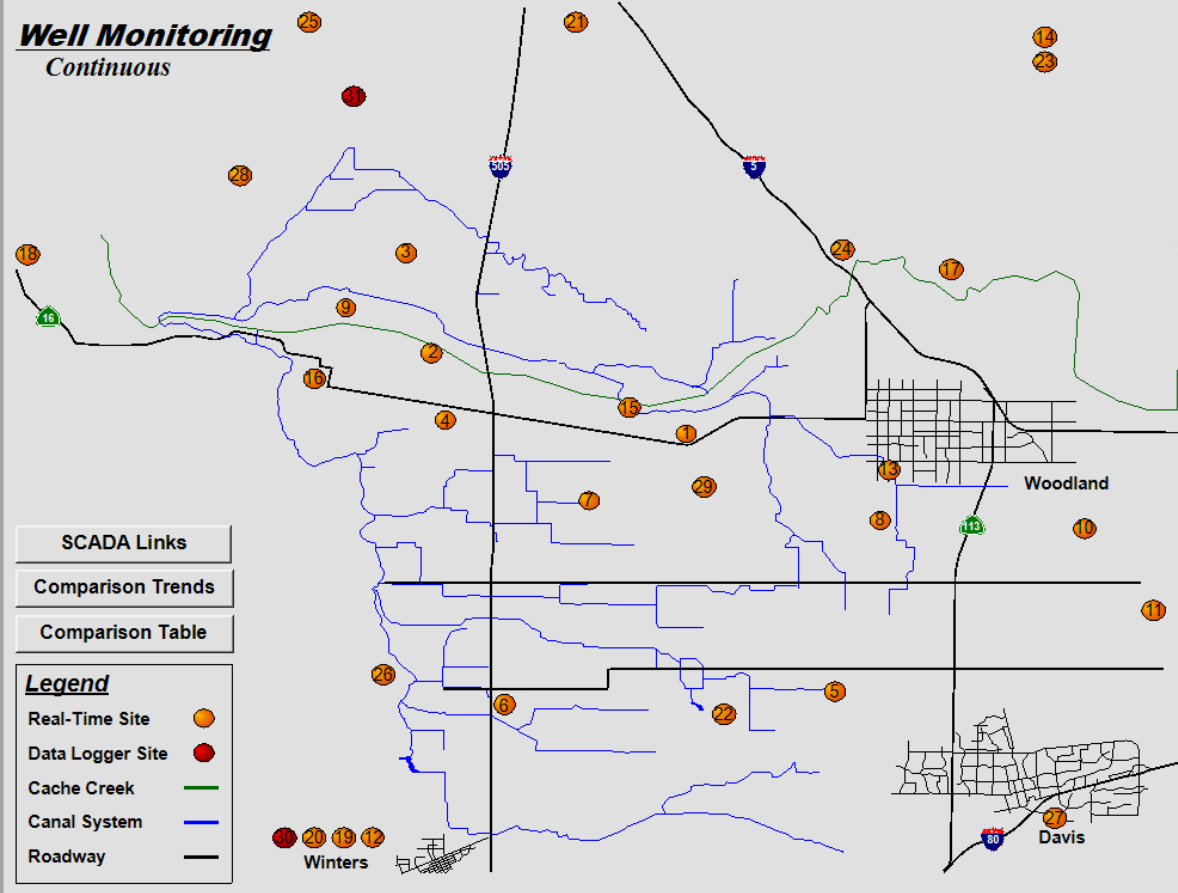 Well Monitoring
Continuous
25
21
14
23
31
505
5
28
18
3
24
17
16
9
2
16
15
4
1
13
Woodland
29
7
8
113
10
SCADA Links
Comparison Trends
11
Comparison Table
Legend
26
6
22
5
Real-Time Site
Data Logger Site
Cache Creek
Canal System
Roadway
30
20
19
12
Winters
27
80
Davis